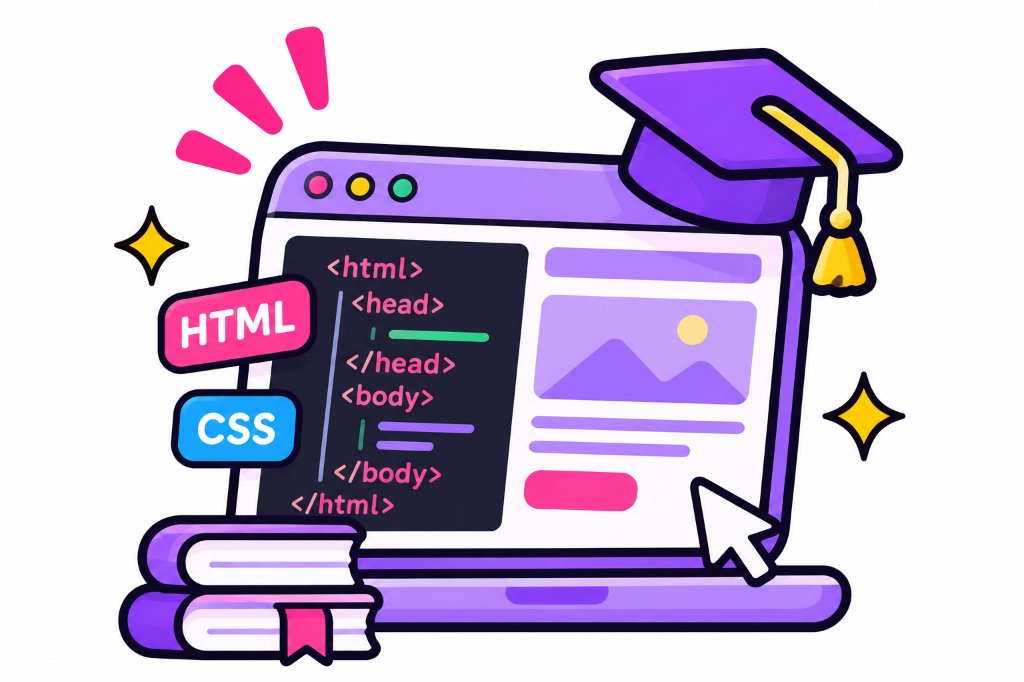 <html>
<head>
</head>
<body>
</body>
</html>
HTML
CSS